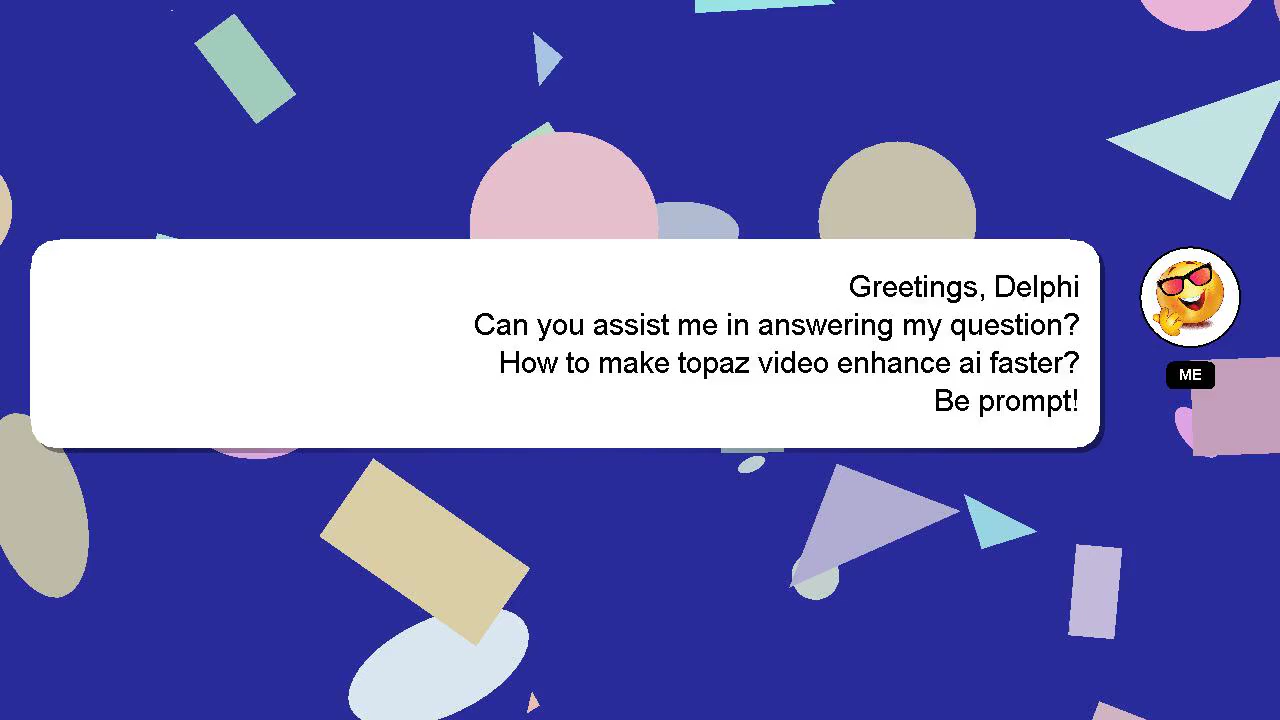 Greetings, Delphi
Can you assist me in answering my question?
How to make topaz video enhance ai faster?
Be prompt!
ME